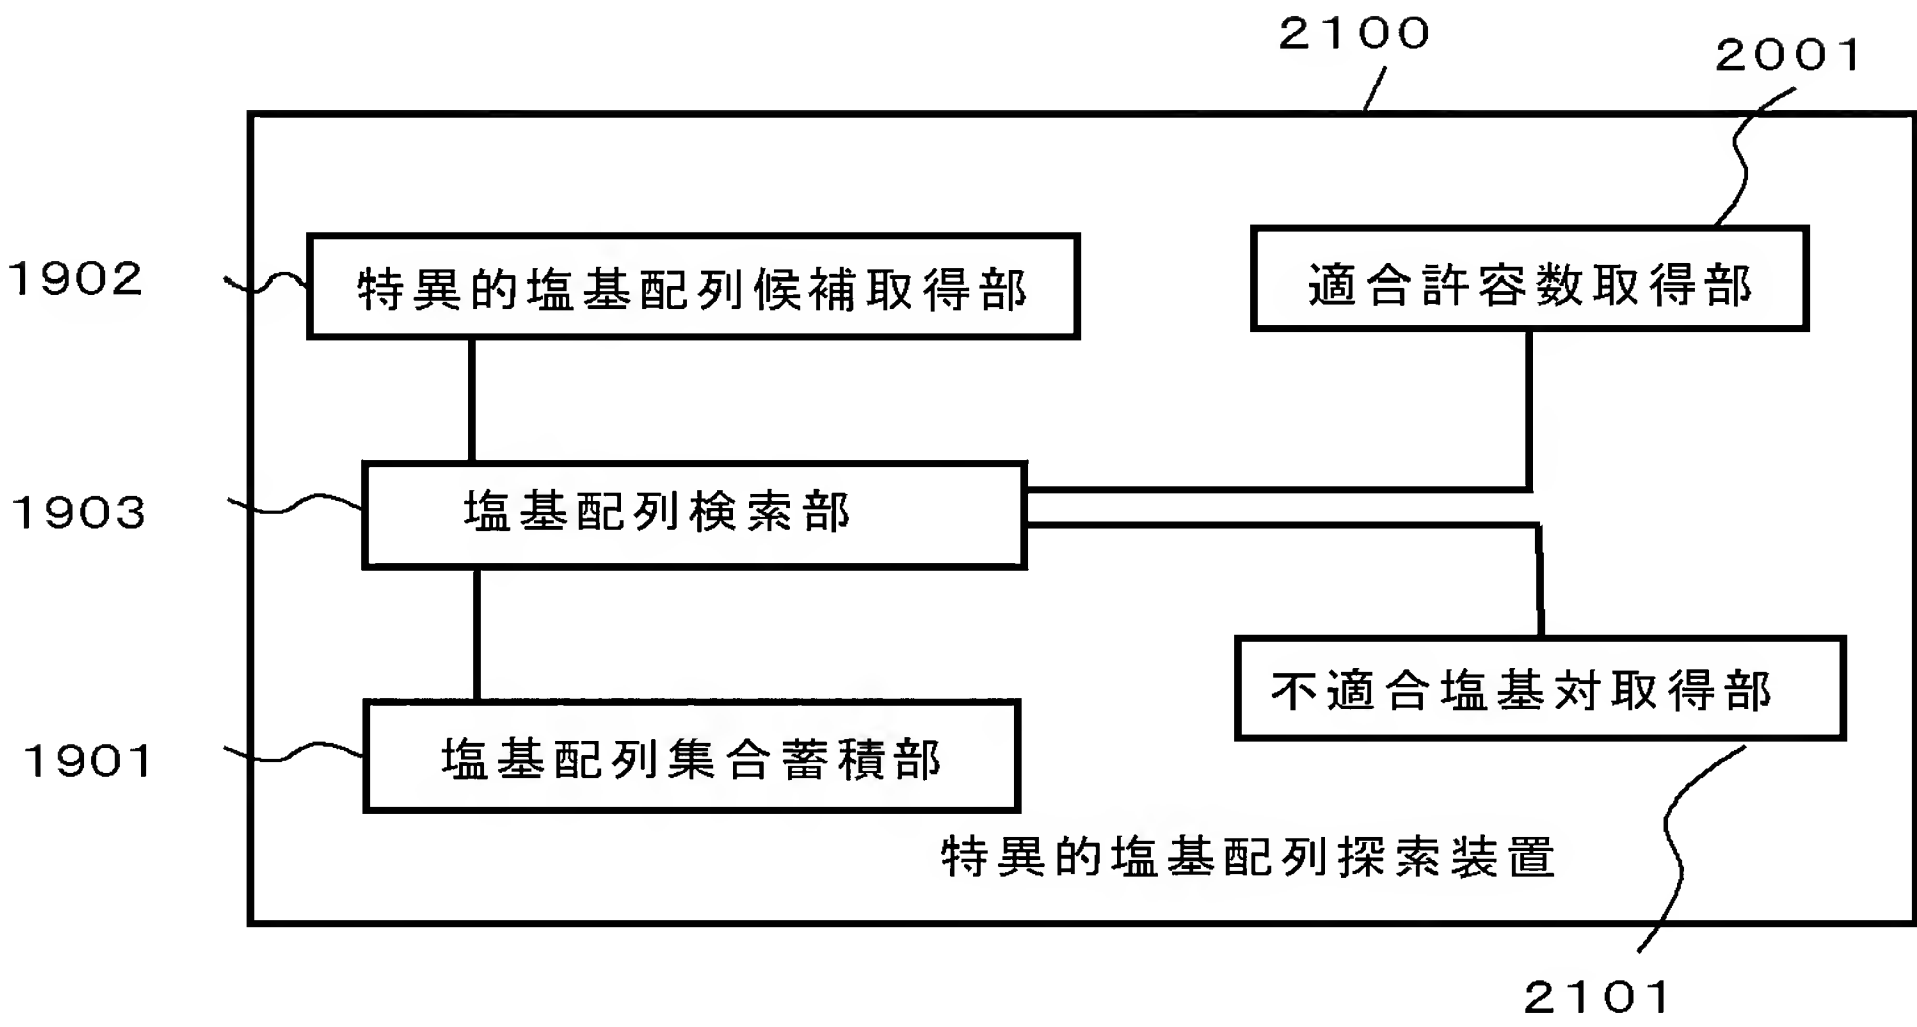 2100
2001
1902
特異的塩基配列候補取得部
適合許容数取得部
1903
塩基配列検索部
不適合塩基対取得部
1901
塩基配列集合蓄積部
特異的塩基配列探索装置
2101